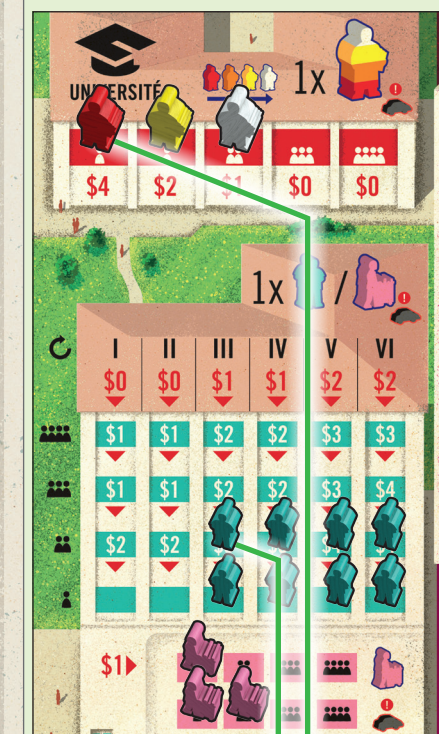 UNIVERSITÉ
1x
!
$4 $2 $1 $0 $0
1x / !
I II III IV V VI
$0 $0 $1 $1 $2 $2
$1 $1 $2 $2 $3 $3
$1 $1 $2 $2 $3 $4
$2 $2
$1
!